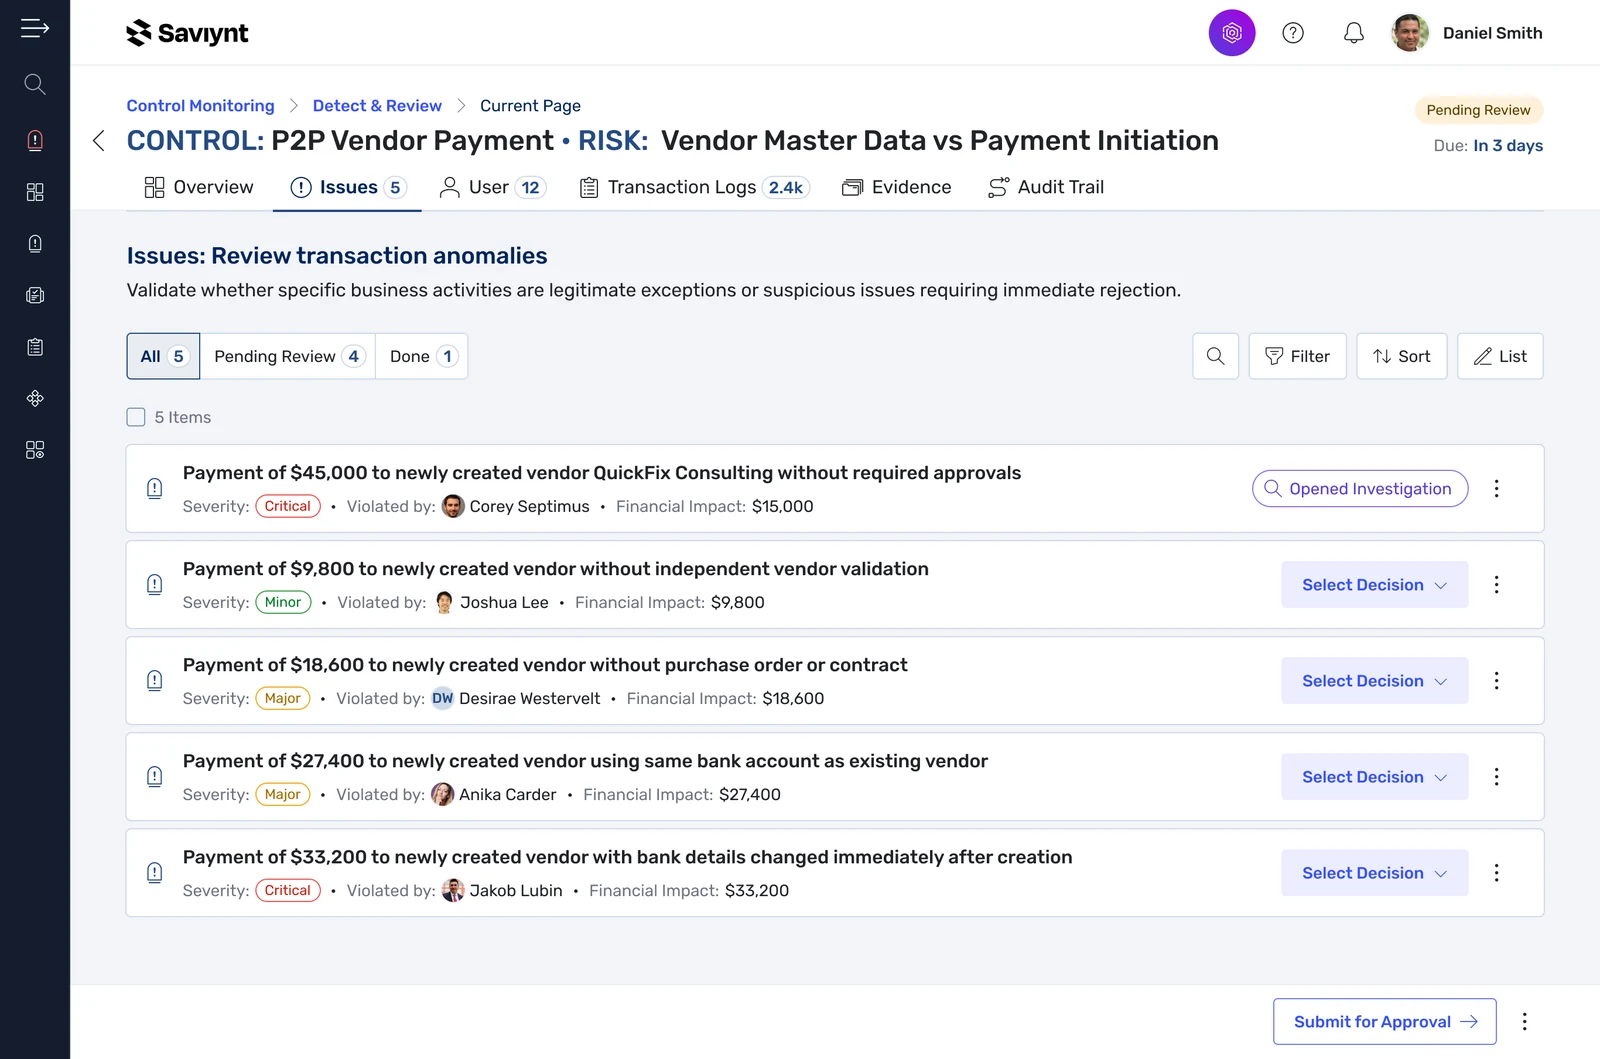 Saviynt
Daniel Smith
Control Monitoring > Detect & Review > Current Page
Pending Review
CONTROL: P2P Vendor Payment • RISK: Vendor Master Data vs Payment Initiation
Due: In 3 days
Overview
Issues 5
User 12
Transaction Logs 2.4k
Evidence
Audit Trail
Issues: Review transaction anomalies
Validate whether specific business activities are legitimate exceptions or suspicious issues requiring immediate rejection.
All 5
Pending Review 4
Done 1
Filter
Sort
List
5 Items
Payment of $45,000 to newly created vendor QuickFix Consulting without required approvals
Severity: Critical • Violated by: Corey Septimus • Financial Impact: $15,000
Opened Investigation
Payment of $9,800 to newly created vendor without independent vendor validation
Severity: Minor • Violated by: Joshua Lee • Financial Impact: $9,800
Select Decision
Payment of $18,600 to newly created vendor without purchase order or contract
Severity: Major • Violated by: DW Desirae Westervelt • Financial Impact: $18,600
Select Decision
Payment of $27,400 to newly created vendor using same bank account as existing vendor
Severity: Major • Violated by: Anika Carder • Financial Impact: $27,400
Select Decision
Payment of $33,200 to newly created vendor with bank details changed immediately after creation
Severity: Critical • Violated by: Jakob Lubin • Financial Impact: $33,200
Select Decision
Submit for Approval